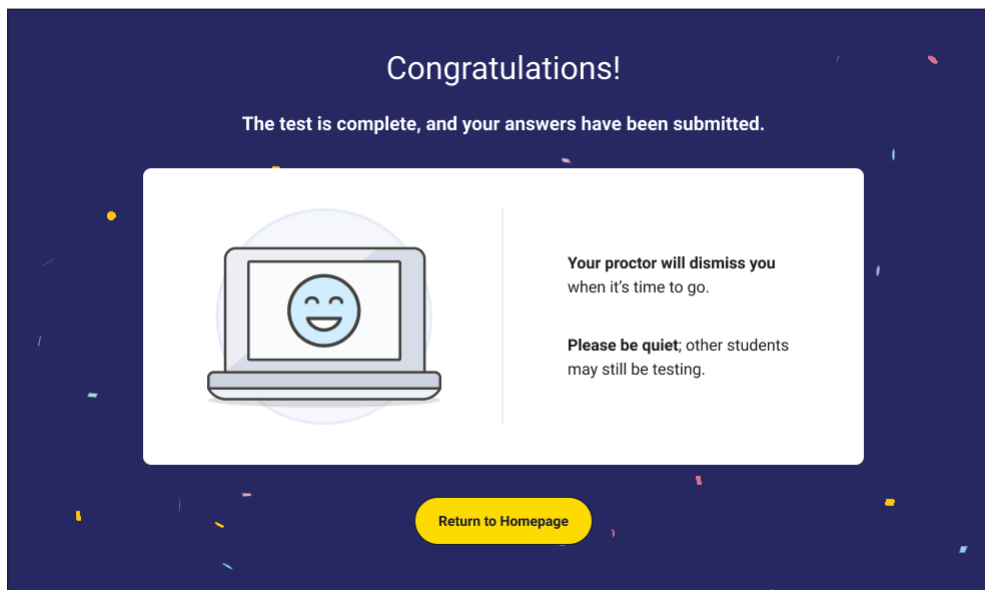 Congratulations!
The test is complete, and your answers have been submitted.
Your proctor will dismiss you
when it's time to go.
Please be quiet; other students
may still be testing.
Return to Homepage